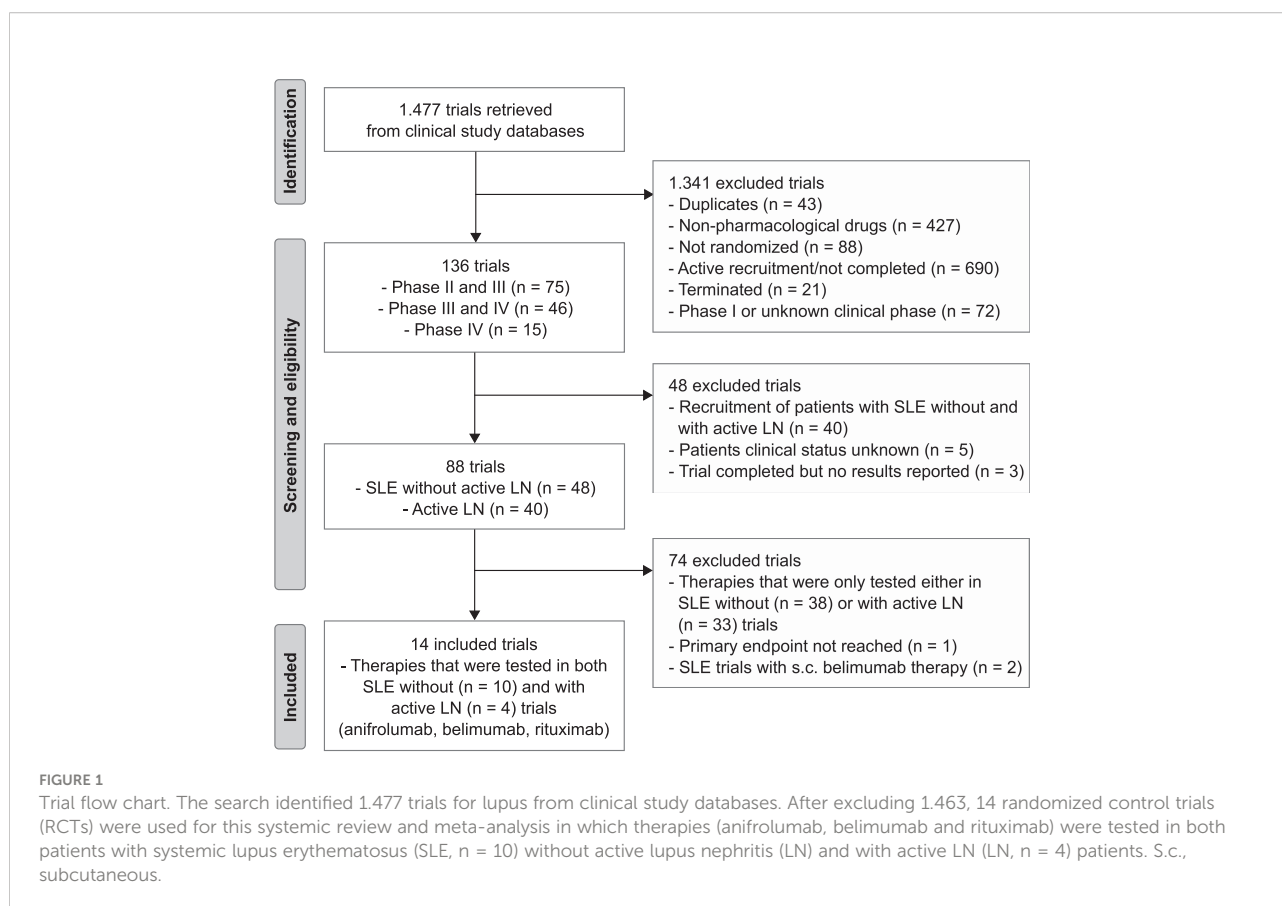 Identification
1.477 trials retrieved
from clinical study databases
1.341 excluded trials
- Duplicates (n = 43)
- Non-pharmacological drugs (n = 427)
- Not randomized (n = 88)
- Active recruitment/not completed (n = 690)
- Terminated (n = 21)
- Phase I or unknown clinical phase (n = 72)
Screening and eligibility
136 trials
- Phase II and III (n = 75)
- Phase III and IV (n = 46)
- Phase IV (n = 15)
48 excluded trials
- Recruitment of patients with SLE without and
with active LN (n = 40)
- Patients clinical status unknown (n = 5)
- Trial completed but no results reported (n = 3)
88 trials
- SLE without active LN (n = 48)
- Active LN (n = 40)
74 excluded trials
- Therapies that were only tested either in
SLE without (n = 38) or with active LN
(n = 33) trials
- Primary endpoint not reached (n = 1)
- SLE trials with s.c. belimumab therapy (n = 2)
Included
14 included trials
- Therapies that were tested in both
SLE without (n = 10) and with
active LN (n = 4) trials
(anifrolumab, belimumab, rituximab)
FIGURE 1
Trial flow chart. The search identified 1.477 trials for lupus from clinical study databases. After excluding 1.463, 14 randomized control trials
(RCTs) were used for this systemic review and meta-analysis in which therapies (anifrolumab, belimumab and rituximab) were tested in both
patients with systemic lupus erythematosus (SLE, n = 10) without active lupus nephritis (LN) and with active LN (LN, n = 4) patients. S.c.,
subcutaneous.